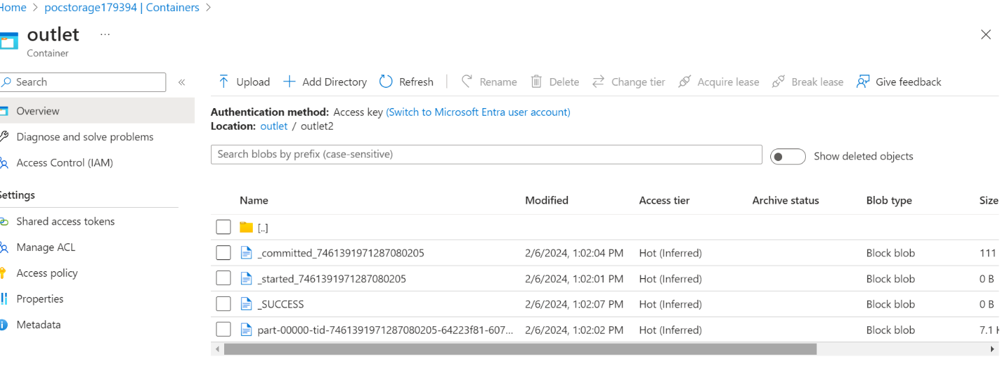 Home > pocstorage179394 | Containers >
outlet ...
Container
Search «
Overview
Diagnose and solve problems
Access Control (IAM)
Settings
Shared access tokens
Manage ACL
Access policy
Properties
Metadata
Upload Add Directory Refresh Rename Delete Change tier Acquire lease Break lease Give feedback
Authentication method: Access key (Switch to Microsoft Entra user account)
Location: outlet / outlet2
Search blobs by prefix (case-sensitive) Show deleted objects
Name Modified Access tier Archive status Blob type Size
[..]
_committed_7461391971287080205 2/6/2024, 1:02:04 PM Hot (Inferred) Block blob 111
_started_7461391971287080205 2/6/2024, 1:02:01 PM Hot (Inferred) Block blob 0 B
_SUCCESS 2/6/2024, 1:02:07 PM Hot (Inferred) Block blob 0 B
part-00000-tid-7461391971287080205-64223f81-607... 2/6/2024, 1:02:02 PM Hot (Inferred) Block blob 7.1 K